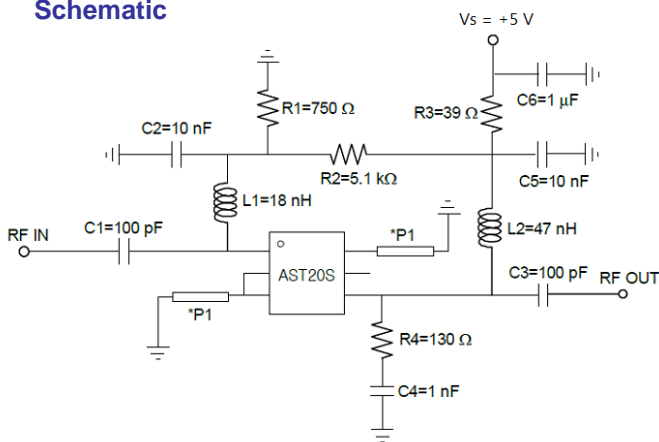 Schematic
Vs = +5 V
R1=750 Ω
R3=39 Ω
C6=1 µF
C2=10 nF
R2=5.1 kΩ
C5=10 nF
L1=18 nH
RF IN
C1=100 pF
*P1
L2=47 nH
AST20S
C3=100 pF
RF OUT
*P1
R4=130 Ω
C4=1 nF